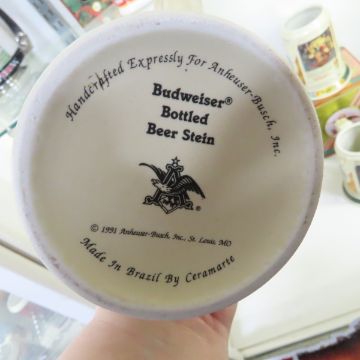 Handcrafted Expressly For Anheuser-Busch, Inc.
Budweiser®
Bottled
Beer Stein
A
®
© 1991 Anheuser-Busch, Inc., St. Louis, MO
Made In Brazil By Ceramarte